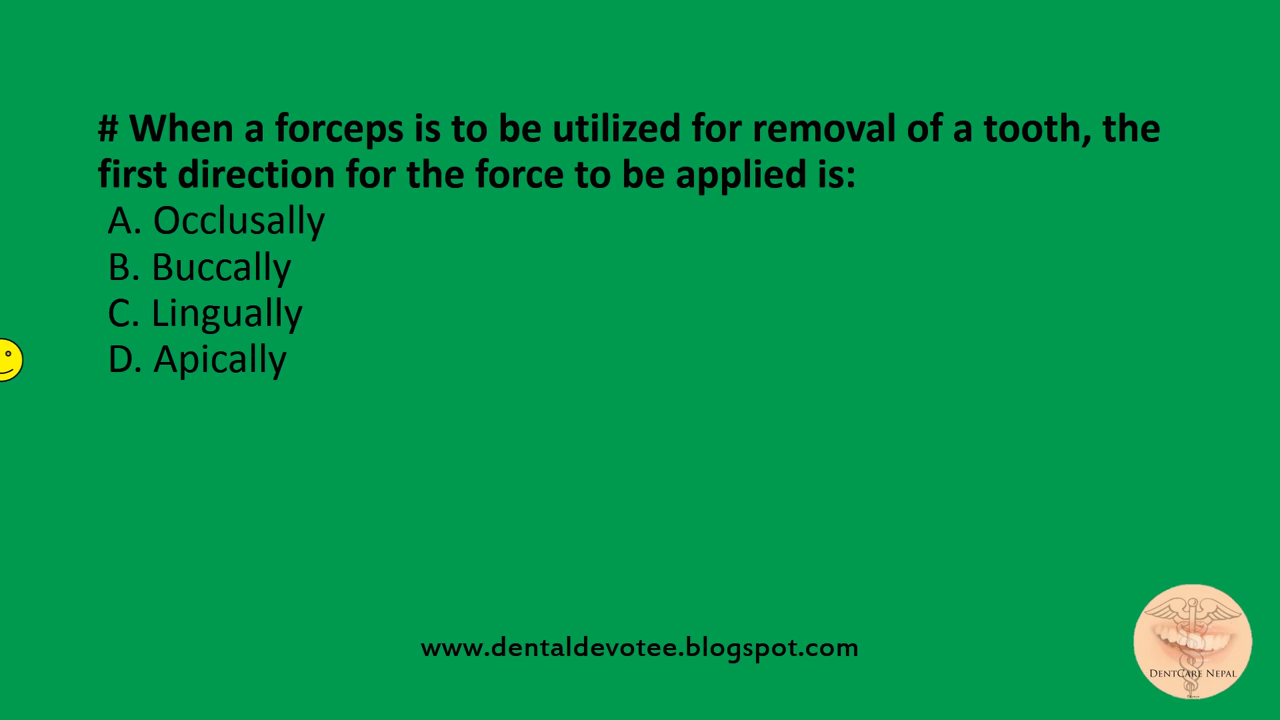 # When a forceps is to be utilized for removal of a tooth, the
first direction for the force to be applied is:
A. Occlusally
B. Buccally
C. Lingually
D. Apically
www.dentaldevotee.blogspot.com
DentCare Nepal